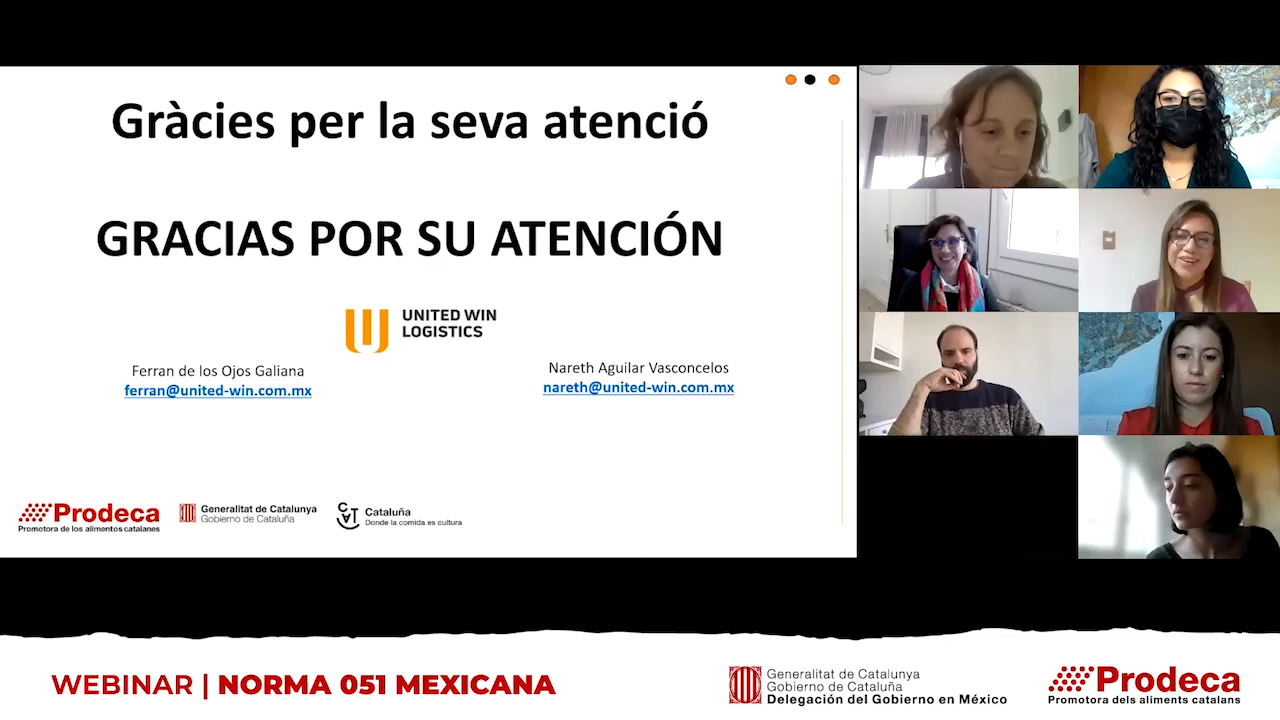 Gràcies per la seva atenció
GRACIAS POR SU ATENCIÓN
UNITED WIN
LOGISTICS
Ferran de los Ojos Galiana
ferran@united-win.com.mx
Nareth Aguilar Vasconcelos
nareth@united-win.com.mx
Prodeca
Promotora de los alimentos catalanes
Generalitat de Catalunya
Gobierno de Cataluña
CAT
Cataluña
Donde la comida es cultura
WEBINAR | NORMA 051 MEXICANA
Generalitat de Catalunya
Gobierno de Cataluña
Delegación del Gobierno en México
Prodeca
Promotora dels aliments catalans